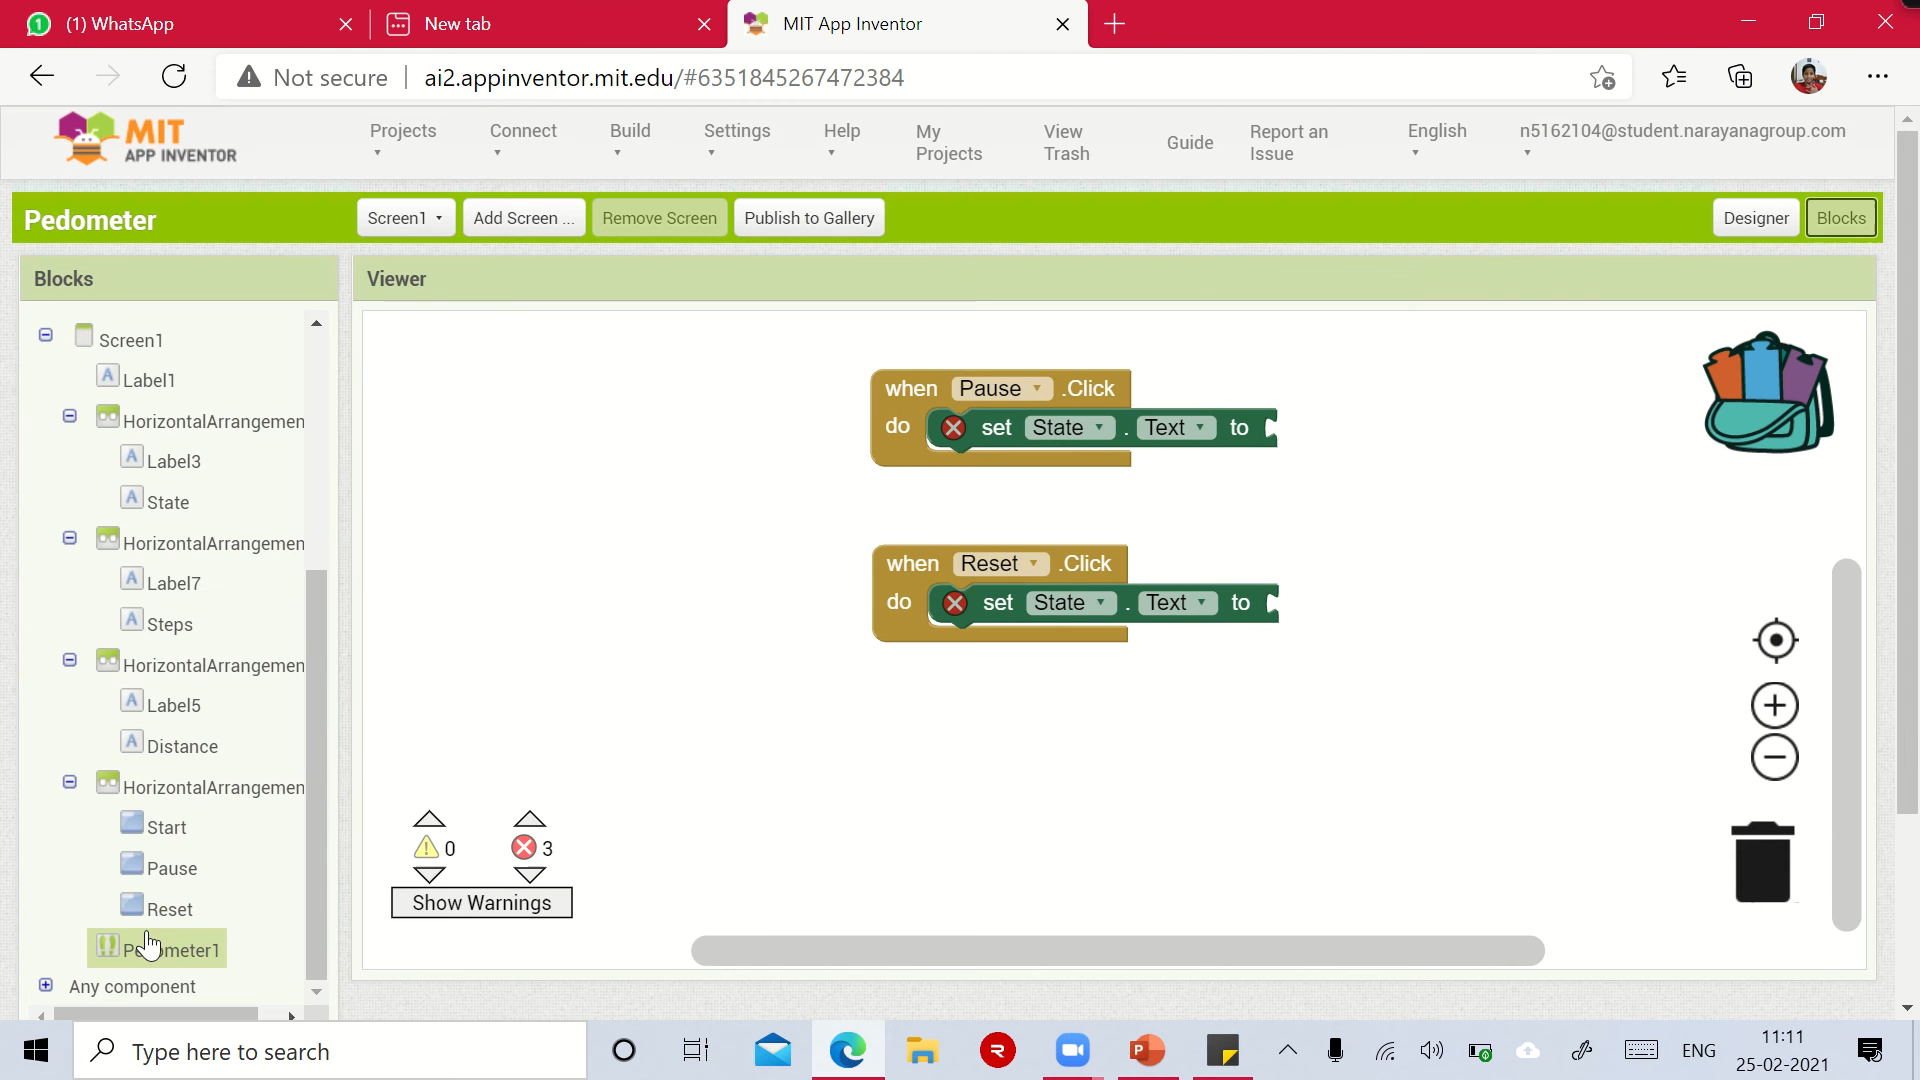 (1) WhatsApp
New tab
MIT App Inventor
Not secure
ai2.appinventor.mit.edu/#6351845267472384
MIT
APP INVENTOR
Projects
Connect
Build
Settings
Help
My
Projects
View
Trash
Guide
Report an
Issue
English
n5162104@student.narayanagroup.com
Pedometer
Screen1
Add Screen ...
Remove Screen
Publish to Gallery
Designer
Blocks
Blocks
Viewer
Screen1
Label1
HorizontalArrangemen
Label3
State
HorizontalArrangemen
Label7
Steps
HorizontalArrangemen
Label5
Distance
HorizontalArrangemen
Start
Pause
Reset
Any component
when Pause .Click
do set State . Text to
when Reset .Click
do set State . Text to
0
3
Show Warnings
Type here to search
ENG
11:11
25-02-2021